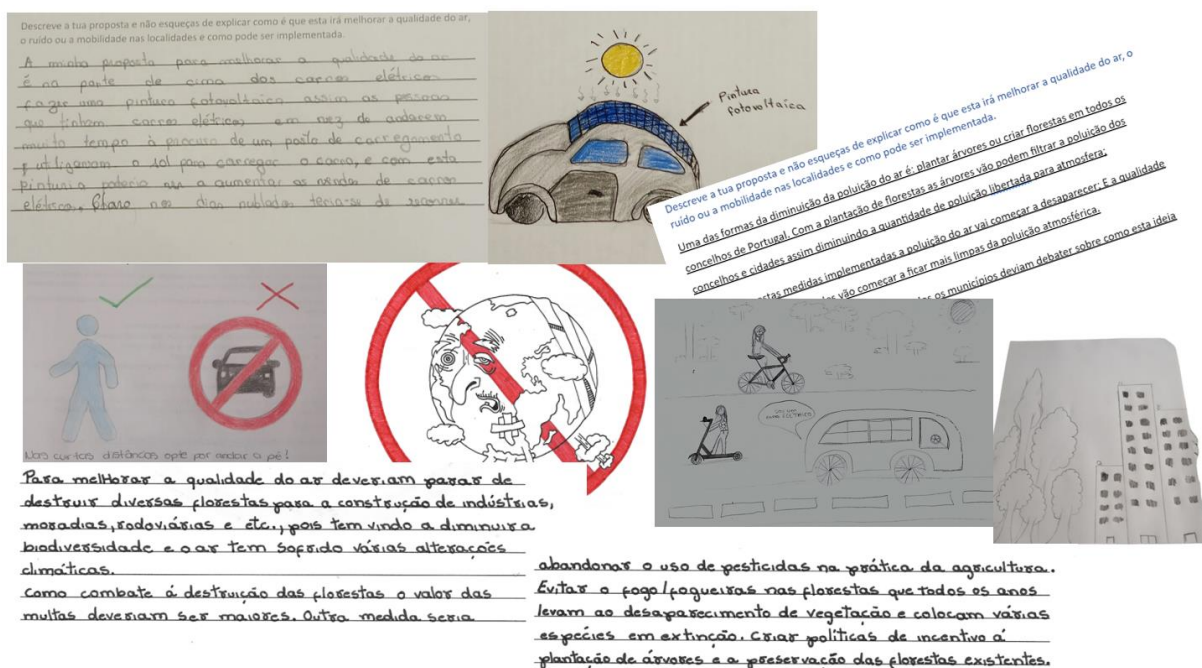 Descreve a tua proposta e não esqueças de explicar como é que esta irá melhorar a qualidade do ar,
o ruído ou a mobilidade nas localidades e como pode ser implementada.
A minha proposta para melhorar a qualidade do ar
é na parte de cima dos carros elétricos
fazer uma pintura fotovoltaica assim as pessoas
que tinham carros elétricos em vez de andarem
muito tempo à procura de um posto de carregamento
utilizavam o sol para carregar o carro, e com esta
pintura poderia a aumentar as vendas de carros
elétricos. Claro nos dias nublados teria-se de
Pintura
fotovoltaica
Descreve a tua proposta e não esqueças de explicar como é que esta irá melhorar a qualidade do ar, o
ruído ou a mobilidade nas localidades e como pode ser implementada.
Uma das formas da diminuição da poluição do ar é: plantar árvores ou criar florestas em todos os
concelhos de Portugal. Com a plantação de florestas as árvores vão podem filtrar a poluição dos
concelhos e cidades assim diminuindo a quantidade de poluição libertada para atmosfera;
estas medidas implementadas a poluição do ar vai começar a desaparecer; E a qualidade
vão começar a ficar mais limpas da poluição atmosférica.
os municípios deviam debater sobre como esta ideia
Nas curtas distâncias opte por andar a pé!
Para melhorar a qualidade do ar deveriam parar de
destruir diversas florestas para a construção de indústrias,
moradias, rodoviárias e etc., pois tem vindo a diminuir a
biodiversidade e o ar tem sofrido várias alterações
climáticas.
Como combate á destruição das florestas o valor das
multas deveriam ser maiores. Outra medida seria
abandonar o uso de pesticidas na prática da agricultura.
Evitar o fogo/fogueiras nas florestas que todos os anos
levam ao desaparecimento de vegetação e colocam várias
espécies em extinção. Criar políticas de incentivo á
plantação de árvores e a preservação das florestas existentes.